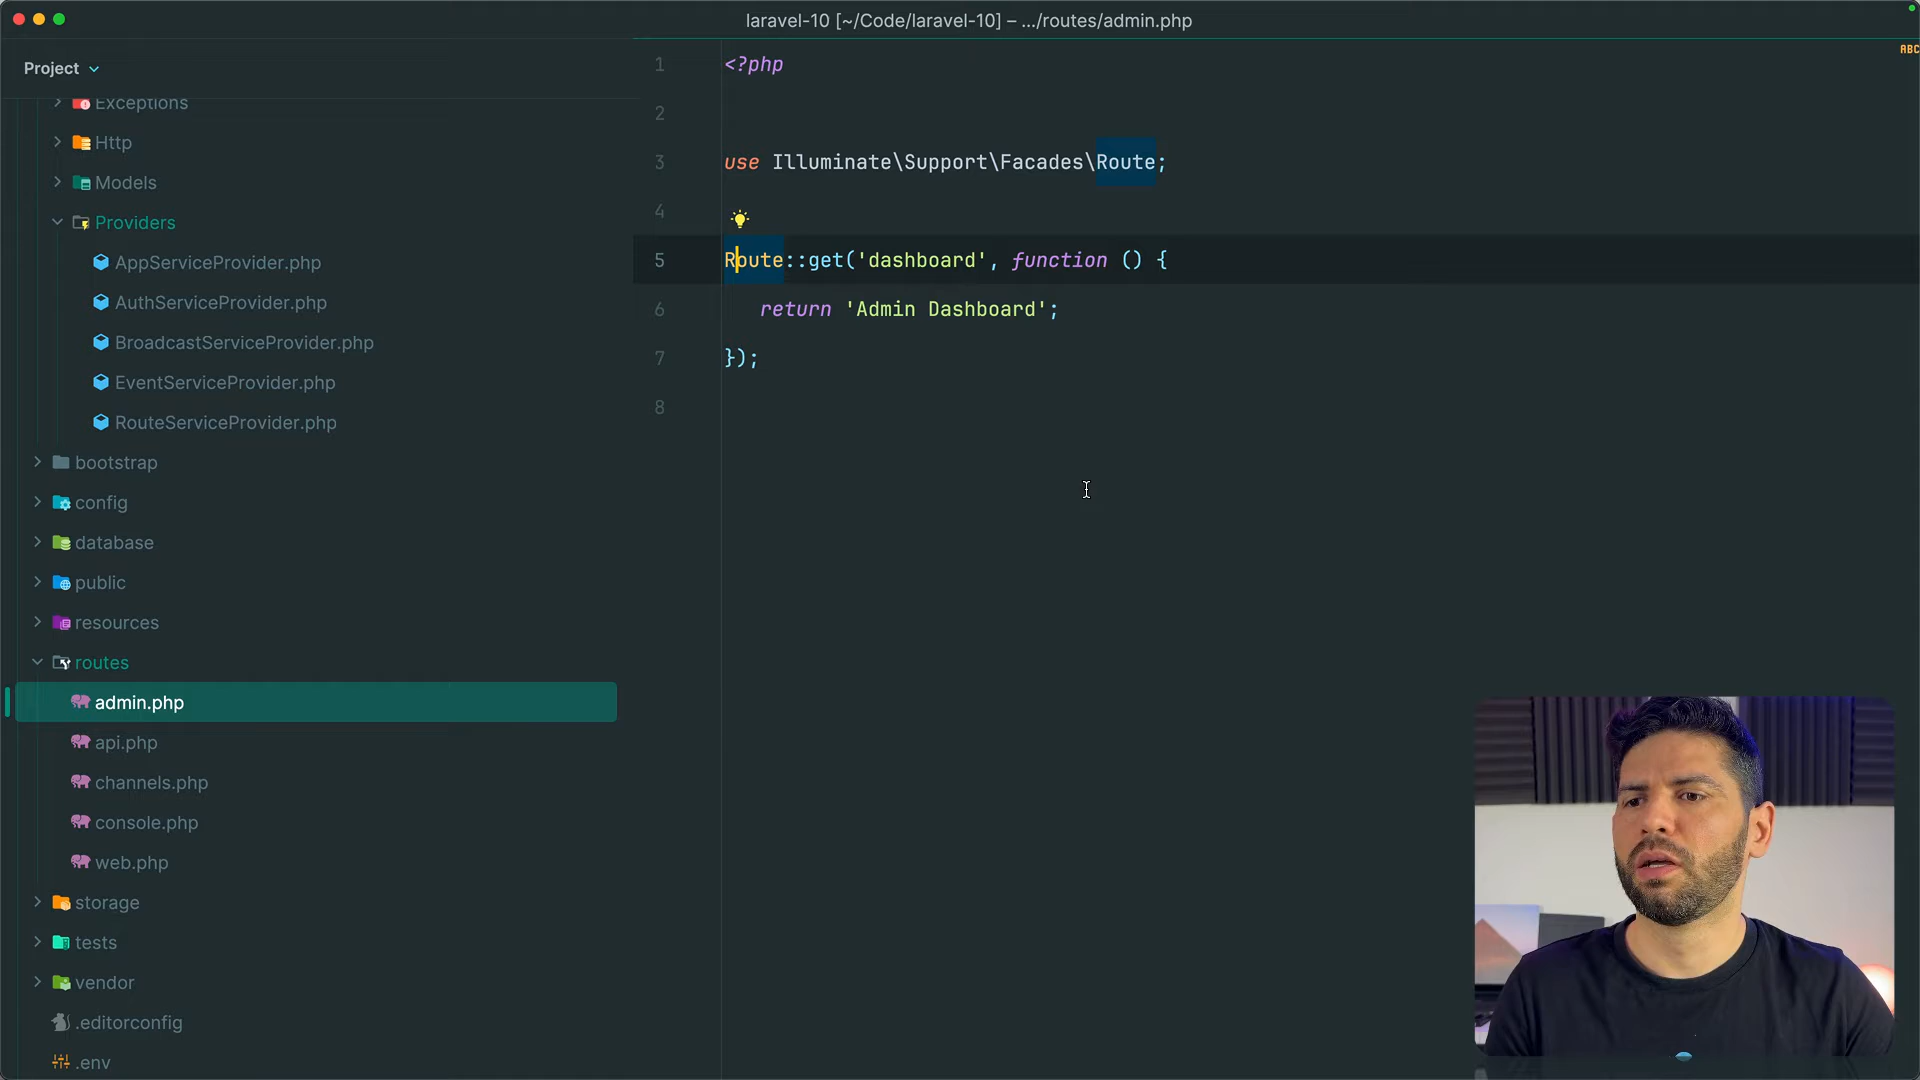 laravel-10 [~/Code/laravel-10] – .../routes/admin.php
ABC
Project
Exceptions
Http
Models
Providers
AppServiceProvider.php
AuthServiceProvider.php
BroadcastServiceProvider.php
EventServiceProvider.php
RouteServiceProvider.php
bootstrap
config
database
public
resources
routes
admin.php
api.php
channels.php
console.php
web.php
storage
tests
vendor
.editorconfig
.env
1 <?php
2
3 use Illuminate\Support\Facades\Route;
4
5 Route::get('dashboard', function () {
6 return 'Admin Dashboard';
7 });
8